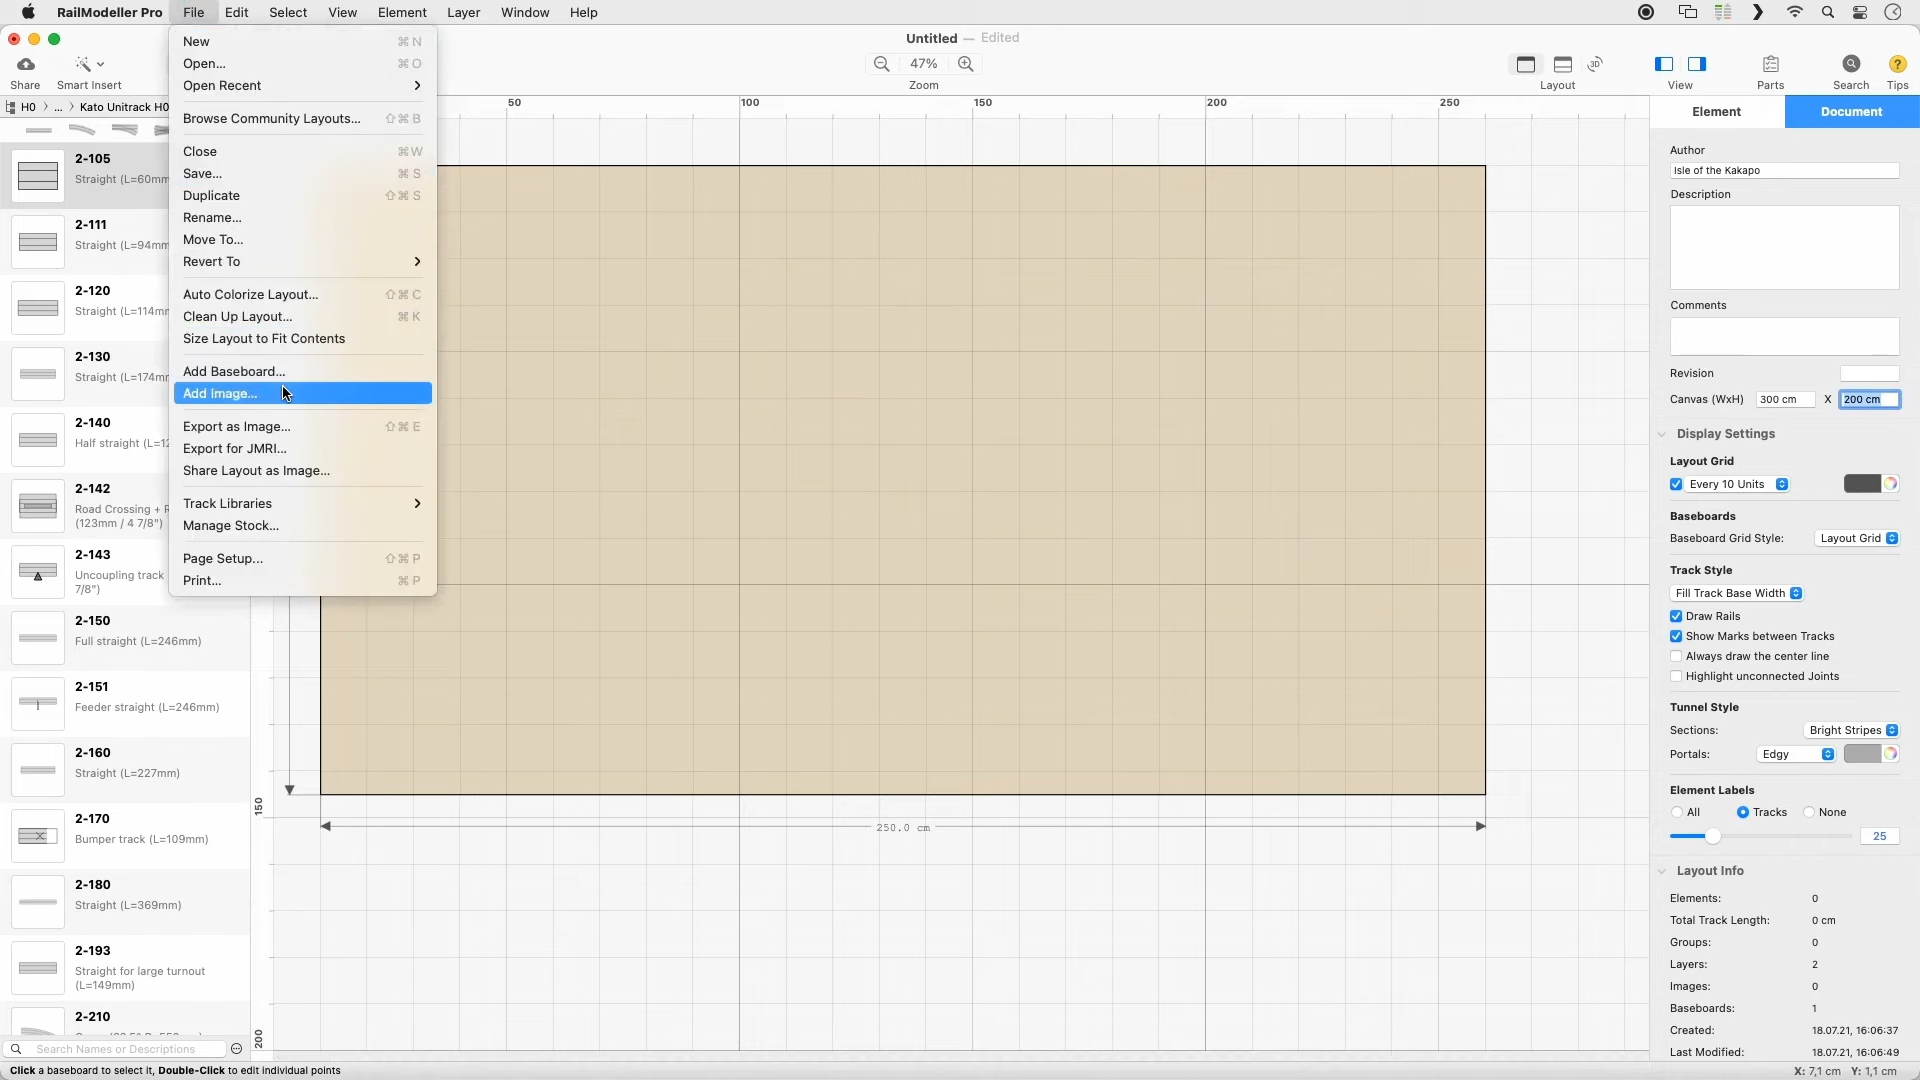 RailModeller Pro File Edit Select View Element Layer Window Help
Untitled — Edited
Share Smart Insert
47%
Zoom
Layout
View
Parts
Search
Tips
H0 > ... > Kato Unitrack H0
2-105
Straight (L=60mm
2-111
Straight (L=94mm
2-120
Straight (L=114mm
2-130
Straight (L=174mm
2-140
Half straight (L=12
2-142
Road Crossing + R
(123mm / 4 7/8")
2-143
Uncoupling track
7/8")
2-150
Full straight (L=246mm)
2-151
Feeder straight (L=246mm)
2-160
Straight (L=227mm)
2-170
Bumper track (L=109mm)
2-180
Straight (L=369mm)
2-193
Straight for large turnout
(L=149mm)
2-210
Search Names or Descriptions
Click a baseboard to select it, Double-Click to edit individual points
New ⌘ N
Open... ⌘ O
Open Recent >
Browse Community Layouts... ⇧ ⌘ B
Close ⌘ W
Save... ⌘ S
Duplicate ⇧ ⌘ S
Rename...
Move To...
Revert To >
Auto Colorize Layout... ⇧ ⌘ C
Clean Up Layout... ⌘ K
Size Layout to Fit Contents
Add Baseboard...
Add Image...
Export as Image... ⇧ ⌘ E
Export for JMRI...
Share Layout as Image...
Track Libraries >
Manage Stock...
Page Setup... ⇧ ⌘ P
Print... ⌘ P
50 100 150 200 250
150
200
250.0 cm
Element Document
Author
Isle of the Kakapo
Description
Comments
Revision
Canvas (WxH) 300 cm X 200 cm
Display Settings
Layout Grid
Every 10 Units
Baseboards
Baseboard Grid Style: Layout Grid
Track Style
Fill Track Base Width
Draw Rails
Show Marks between Tracks
Always draw the center line
Highlight unconnected Joints
Tunnel Style
Sections: Bright Stripes
Portals: Edgy
Element Labels
All Tracks None
25
Layout Info
Elements: 0
Total Track Length: 0 cm
Groups: 0
Layers: 2
Images: 0
Baseboards: 1
Created: 18.07.21, 16:06:37
Last Modified: 18.07.21, 16:06:49
X: 7,1 cm Y: 1,1 cm